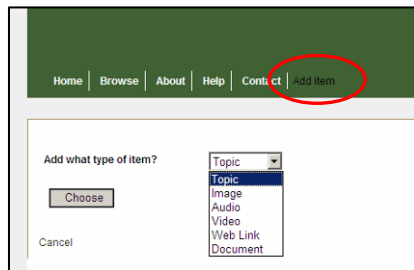 Home Browse About Help Contact Add item
Add what type of item? Topic
Topic
Image
Choose
Audio
Video
Web Link
Cancel
Document